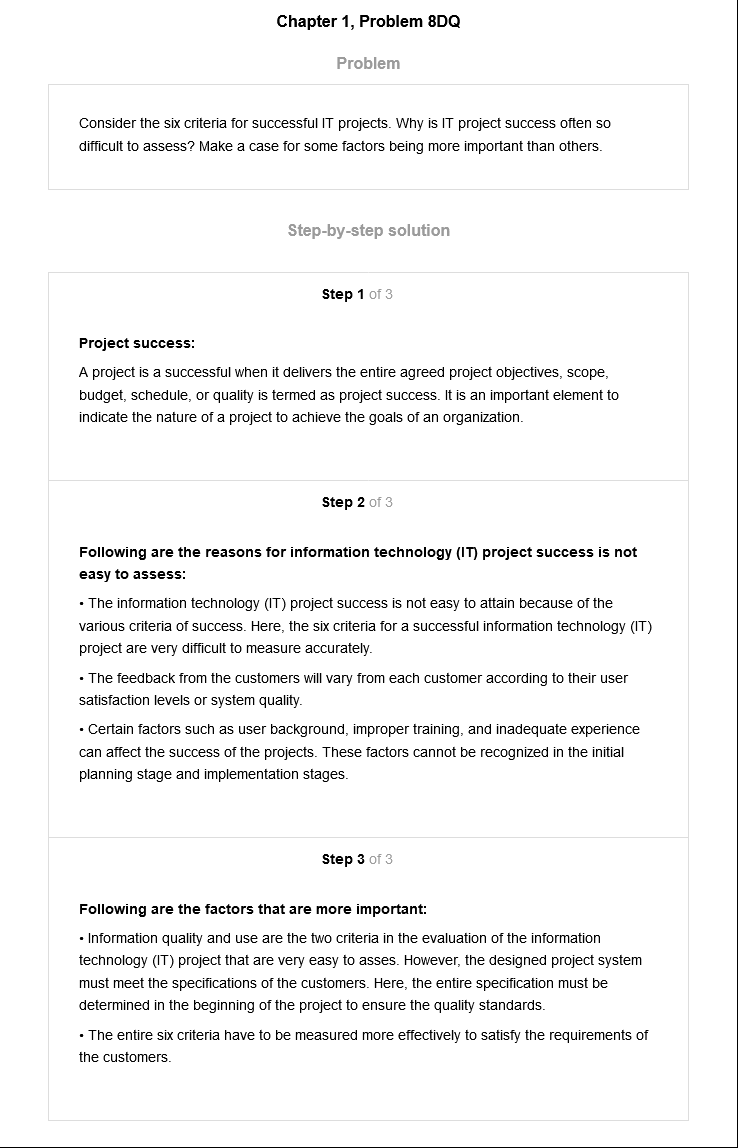 Chapter 1, Problem 8DQ
Problem
Consider the six criteria for successful IT projects. Why is IT project success often so
difficult to assess? Make a case for some factors being more important than others.
Step-by-step solution
Step 1 of 3
Project success:
A project is a successful when it delivers the entire agreed project objectives, scope,
budget, schedule, or quality is termed as project success. It is an important element to
indicate the nature of a project to achieve the goals of an organization.
Step 2 of 3
Following are the reasons for information technology (IT) project success is not
easy to assess:
• The information technology (IT) project success is not easy to attain because of the
various criteria of success. Here, the six criteria for a successful information technology (IT)
project are very difficult to measure accurately.
• The feedback from the customers will vary from each customer according to their user
satisfaction levels or system quality.
• Certain factors such as user background, improper training, and inadequate experience
can affect the success of the projects. These factors cannot be recognized in the initial
planning stage and implementation stages.
Step 3 of 3
Following are the factors that are more important:
• Information quality and use are the two criteria in the evaluation of the information
technology (IT) project that are very easy to asses. However, the designed project system
must meet the specifications of the customers. Here, the entire specification must be
determined in the beginning of the project to ensure the quality standards.
• The entire six criteria have to be measured more effectively to satisfy the requirements of
the customers.